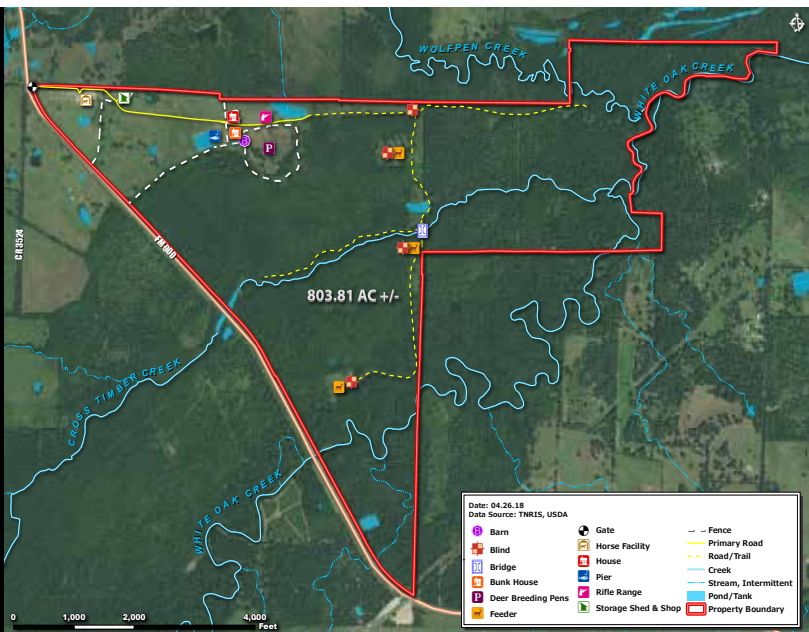 WOLFPEN CREEK
WHITE OAK CREEK
B
P
CR 3524
FM 900
803.81 AC +/-
CROSS TIMBER CREEK
WHITE OAK CREEK
0 1,000 2,000 4,000
Feet
Date: 04.26.18
Data Source: TNRIS, USDA
B Barn
Blind
Bridge
Bunk House
P Deer Breeding Pens
Feeder
Gate
Horse Facility
House
Pier
Rifle Range
Storage Shed & Shop
Fence
Primary Road
Road/Trail
Creek
Stream, Intermittent
Pond/Tank
Property Boundary